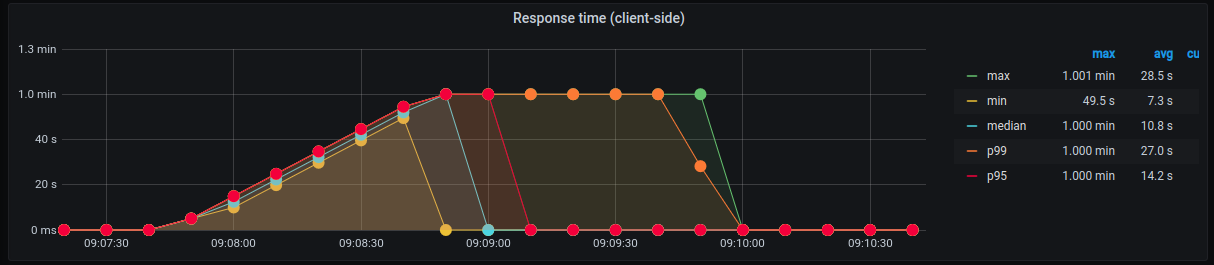 Response time (client-side)
1.3 min
1.0 min
40 s
20 s
0 ms
09:07:30 09:08:00 09:08:30 09:09:00 09:09:30 09:10:00 09:10:30
max avg cu
max 1.001 min 28.5 s
min 49.5 s 7.3 s
median 1.000 min 10.8 s
p99 1.000 min 27.0 s
p95 1.000 min 14.2 s